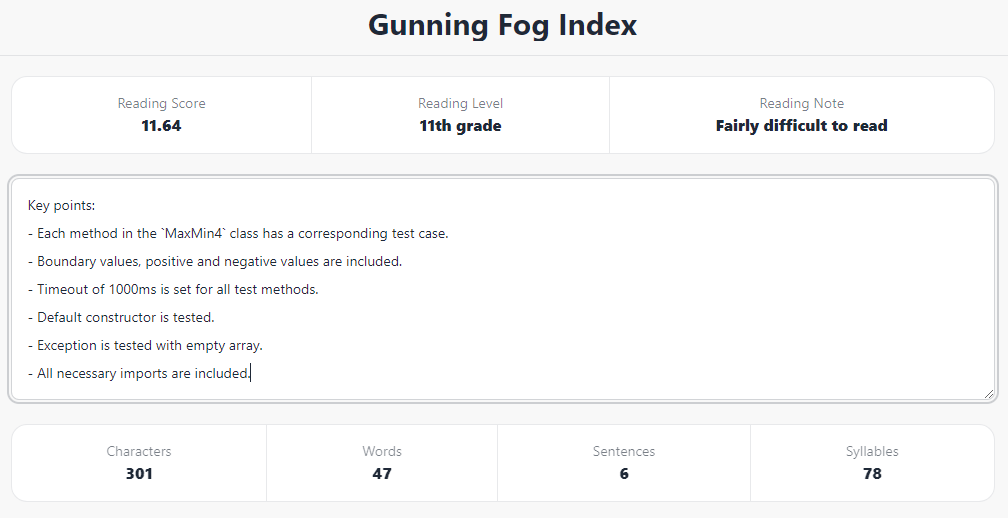 Gunning Fog Index
Reading Score
Reading Level
Reading Note
11.64
11th grade
Fairly difficult to read
Key points:
- Each method in the `MaxMin4` class has a corresponding test case.
- Boundary values, positive and negative values are included.
- Timeout of 1000ms is set for all test methods.
- Default constructor is tested.
- Exception is tested with empty array.
- All necessary imports are included.
Characters
Words
Sentences
Syllables
301
47
6
78